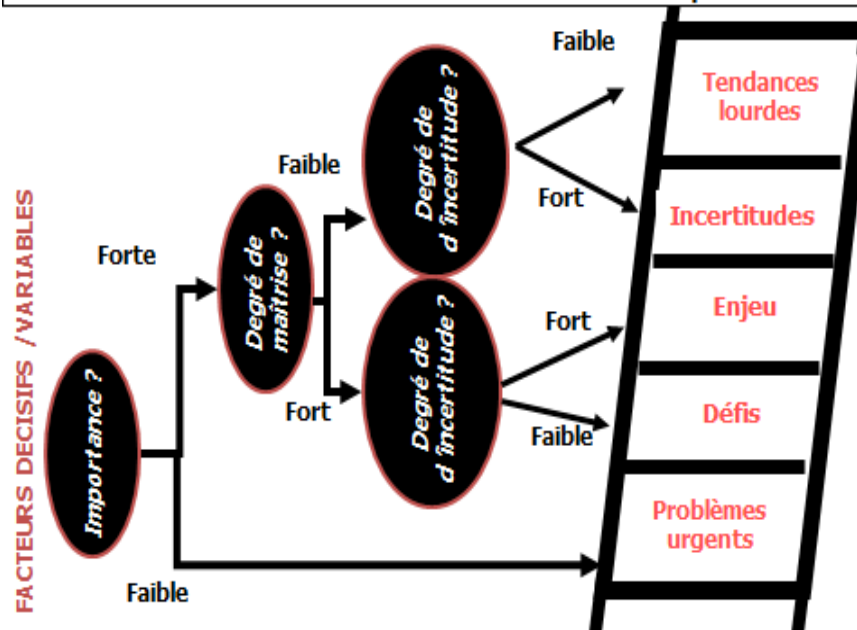 FACTEURS DECISIFS /VARIABLES
Importance ?
Forte
Faible
Degré de
maîtrise ?
Faible
Fort
Degré de
d'incertitude ?
Faible
Fort
Degré de
d'incertitude ?
Fort
Faible
Tendances
lourdes
Incertitudes
Enjeu
Défis
Problèmes
urgents